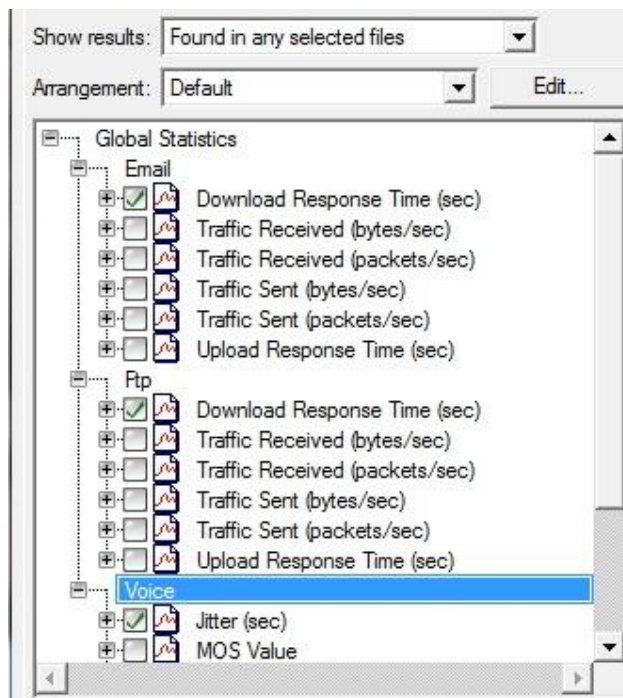 Show results: Found in any selected files
Arrangement: Default Edit...
Global Statistics
Email
Download Response Time (sec)
Traffic Received (bytes/sec)
Traffic Received (packets/sec)
Traffic Sent (bytes/sec)
Traffic Sent (packets/sec)
Upload Response Time (sec)
Ftp
Download Response Time (sec)
Traffic Received (bytes/sec)
Traffic Received (packets/sec)
Traffic Sent (bytes/sec)
Traffic Sent (packets/sec)
Upload Response Time (sec)
Voice
Jitter (sec)
MOS Value